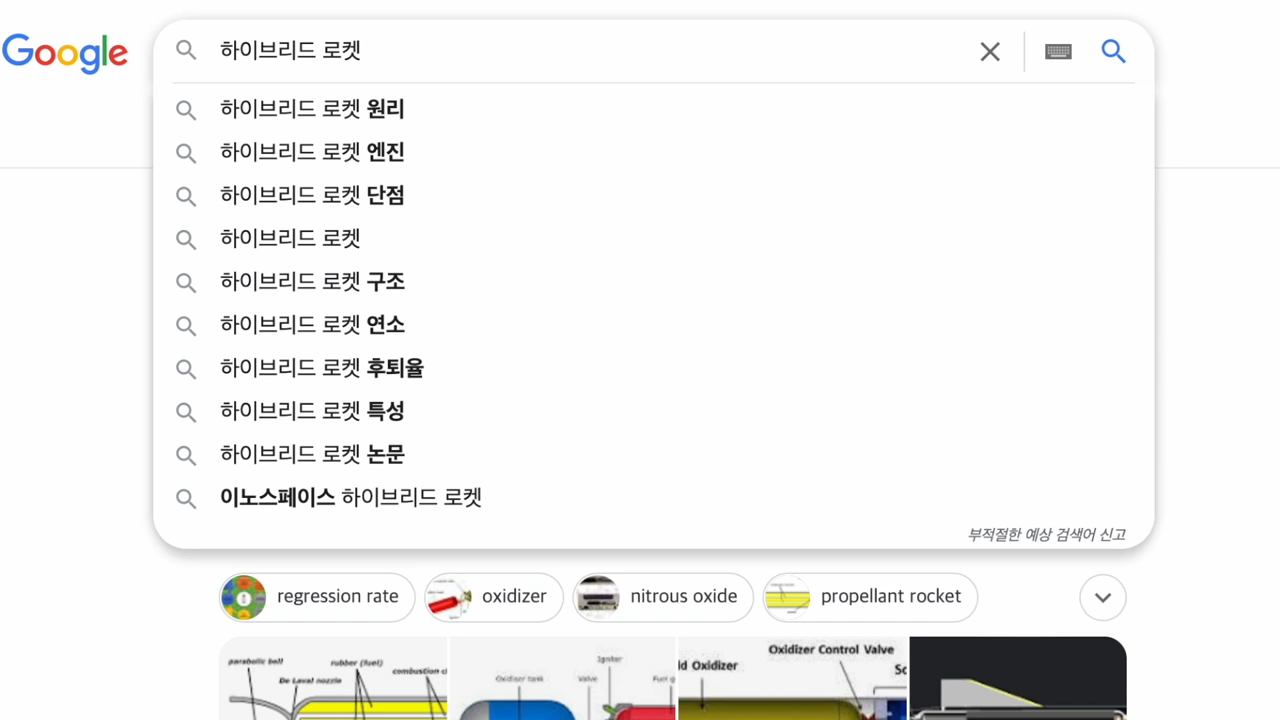 Google
하이브리드 로켓
하이브리드 로켓 원리
하이브리드 로켓 엔진
하이브리드 로켓 단점
하이브리드 로켓
하이브리드 로켓 구조
하이브리드 로켓 연소
하이브리드 로켓 후퇴율
하이브리드 로켓 특성
하이브리드 로켓 논문
이노스페이스 하이브리드 로켓
부적절한 예상 검색어 신고
regression rate
oxidizer
nitrous oxide
propellant rocket
parabolic bell
rubber (fuel)
De Laval nozzle
combustion
Oxidiser tank
Valve
Igniter
Fuel
Oxidizer
Oxidizer Control Valve